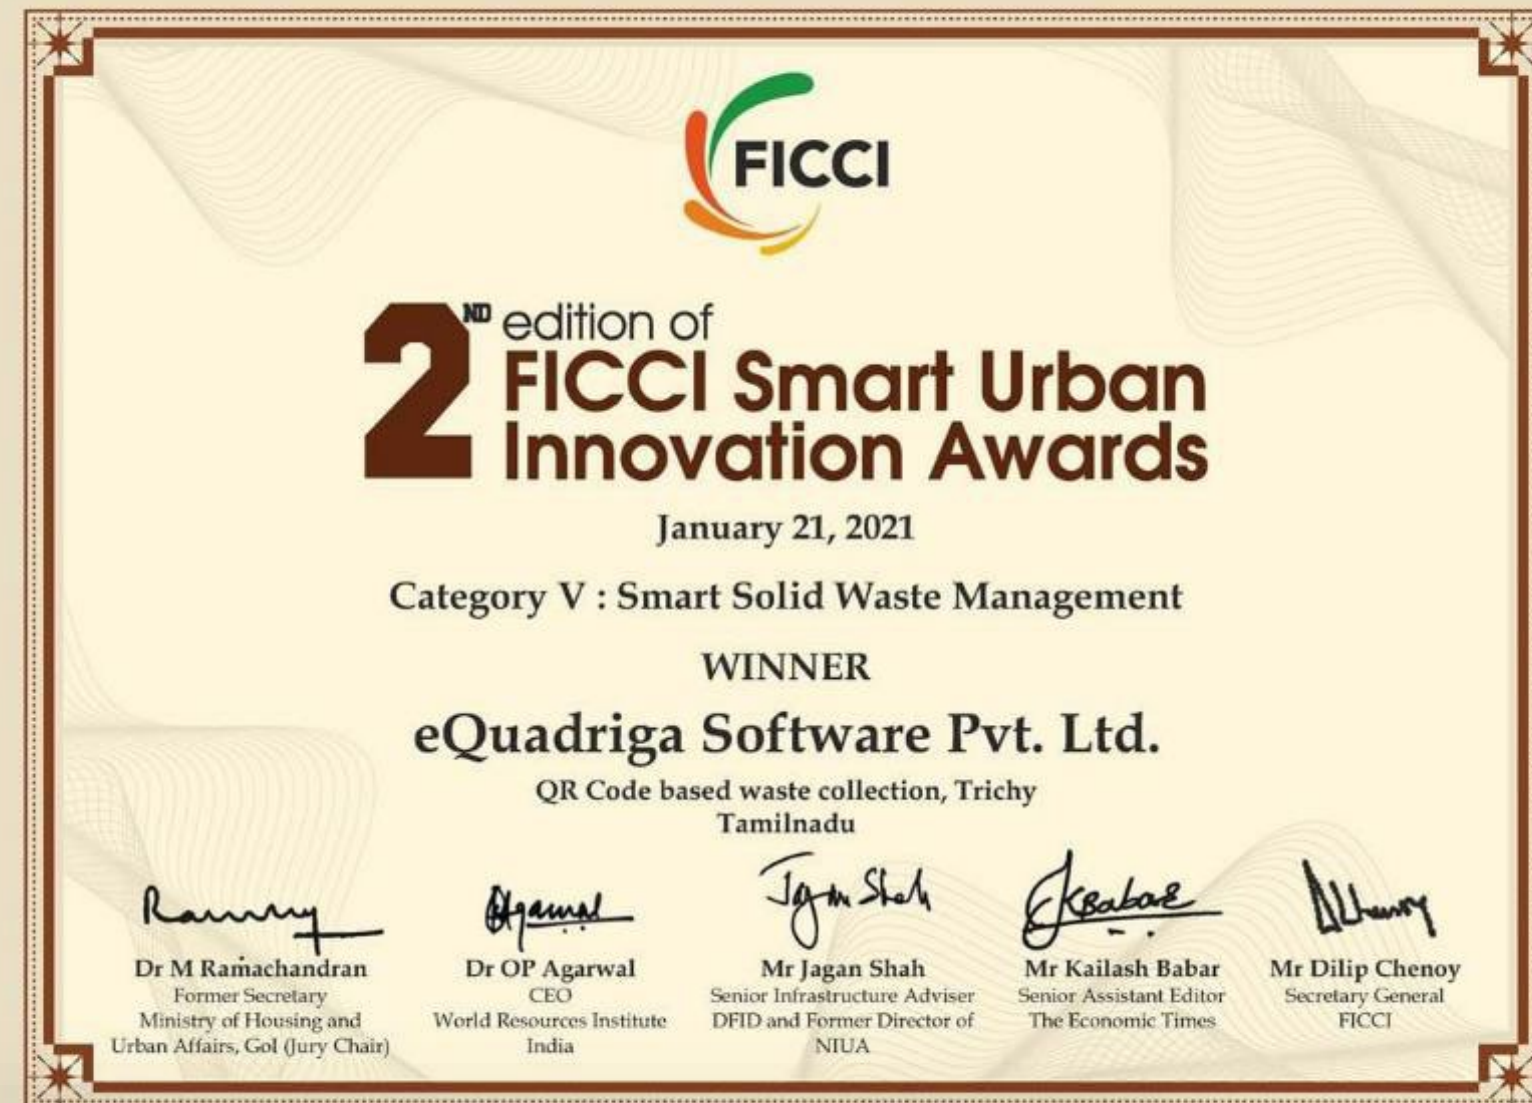 FICCI
2ND edition of
FICCI Smart Urban
Innovation Awards
January 21, 2021
Category V : Smart Solid Waste Management
WINNER
eQuadriga Software Pvt. Ltd.
QR Code based waste collection, Trichy
Tamilnadu
Dr M Ramachandran
Former Secretary
Ministry of Housing and
Urban Affairs, GoI (Jury Chair)
Dr OP Agarwal
CEO
World Resources Institute
India
Jagan Shah
Mr Jagan Shah
Senior Infrastructure Adviser
DFID and Former Director of
NIUA
KBabar
Mr Kailash Babar
Senior Assistant Editor
The Economic Times
Mr Dilip Chenoy
Secretary General
FICCI